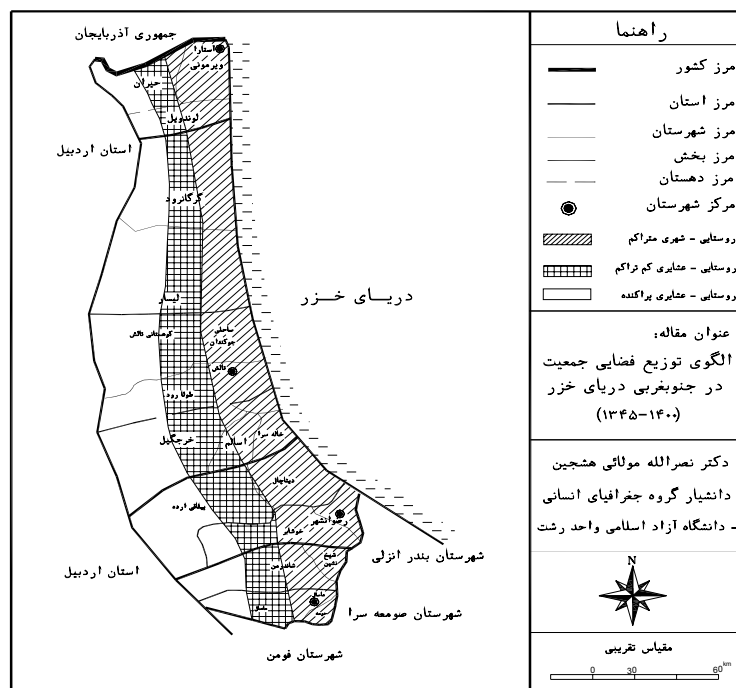 جمهوری آذربایجان
آستارا
ویرمونی
حیران
لوندویل
استان اردبیل
کرگانرود
لیسار
دریـای خـزر
کوهستانی تالش
ساحلی
جوکندان
تالش
طولا رود
خرجگیل
اسالم
خاله سرا
دیناچال
ییلاقی ارده
رضوانشهر
خوشابر
شیخ
نشین
شاندرمن
استان اردبیل
ماسال
حومه
ماسال
شهرستان بندر انزلی
شهرستان صومعه سرا
شهرستان فومن
راهنما
مرز کشور
مرز استان
مرز شهرستان
مرز بخش
مرز دهستان
مرکز شهرستان
روستایی - شهری متراکم
روستایی - عشایری کم تراکم
روستایی - عشایری پراکنده
عنوان مقاله:
الگوی توزیع فضایی جمعیت
در جنوبغربی دریای خزر
(۱۳۴۵-۱۴۰۰)
دکتر نصرالله مولائی هشجین
دانشیار گروه جغرافیای انسانی
- دانشگاه آزاد اسلامی واحد رشت
N
مقیاس تقریبی
0 30 60 km